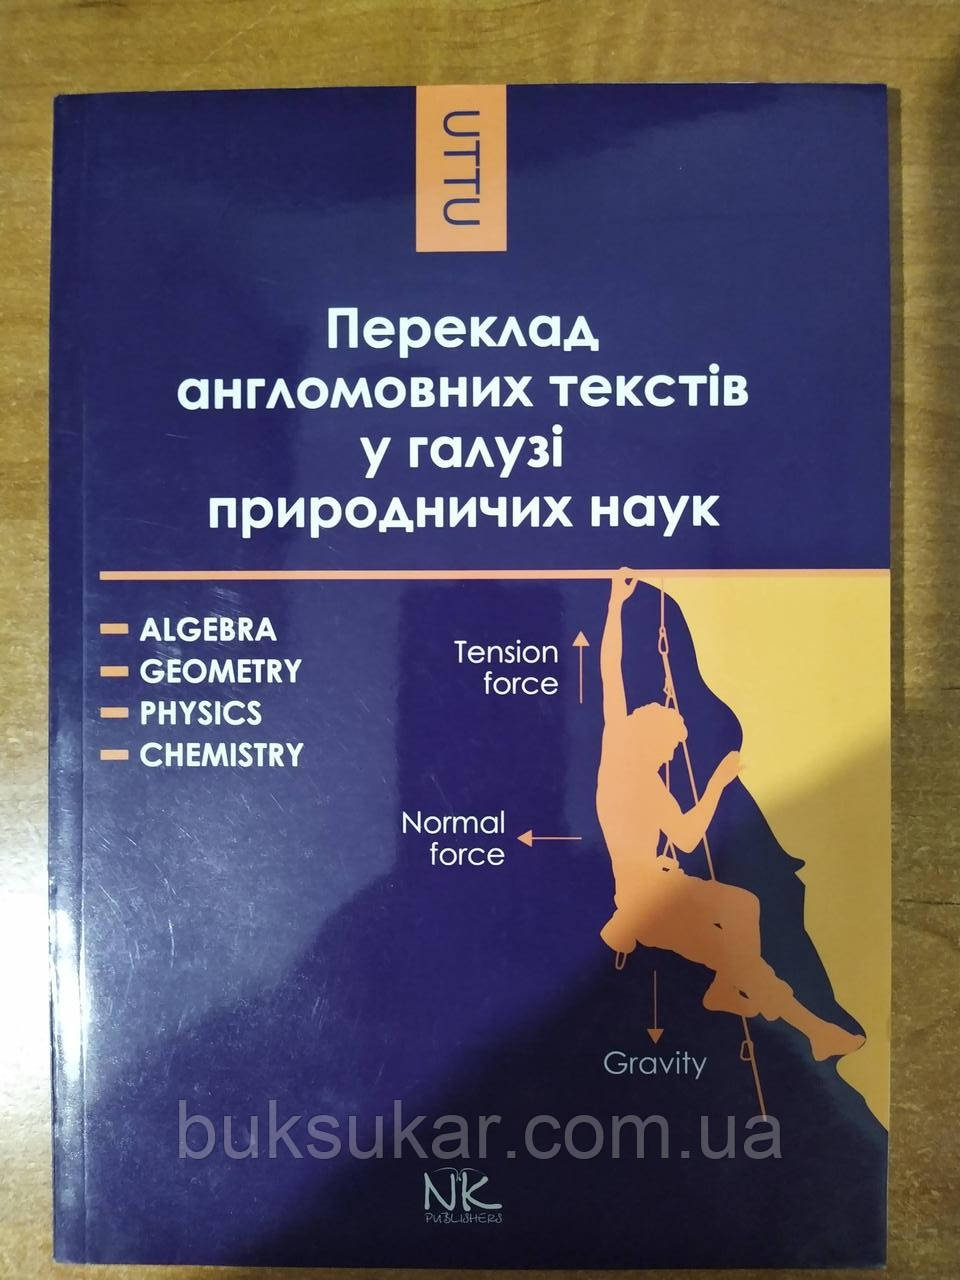 UTTU
Переклад
англомовних текстів
у галузі
природничих наук
ALGEBRA
GEOMETRY
PHYSICS
CHEMISTRY
Tension
force
Normal
force
Gravity
buksukar.com.ua
NK
PUBLISHERS